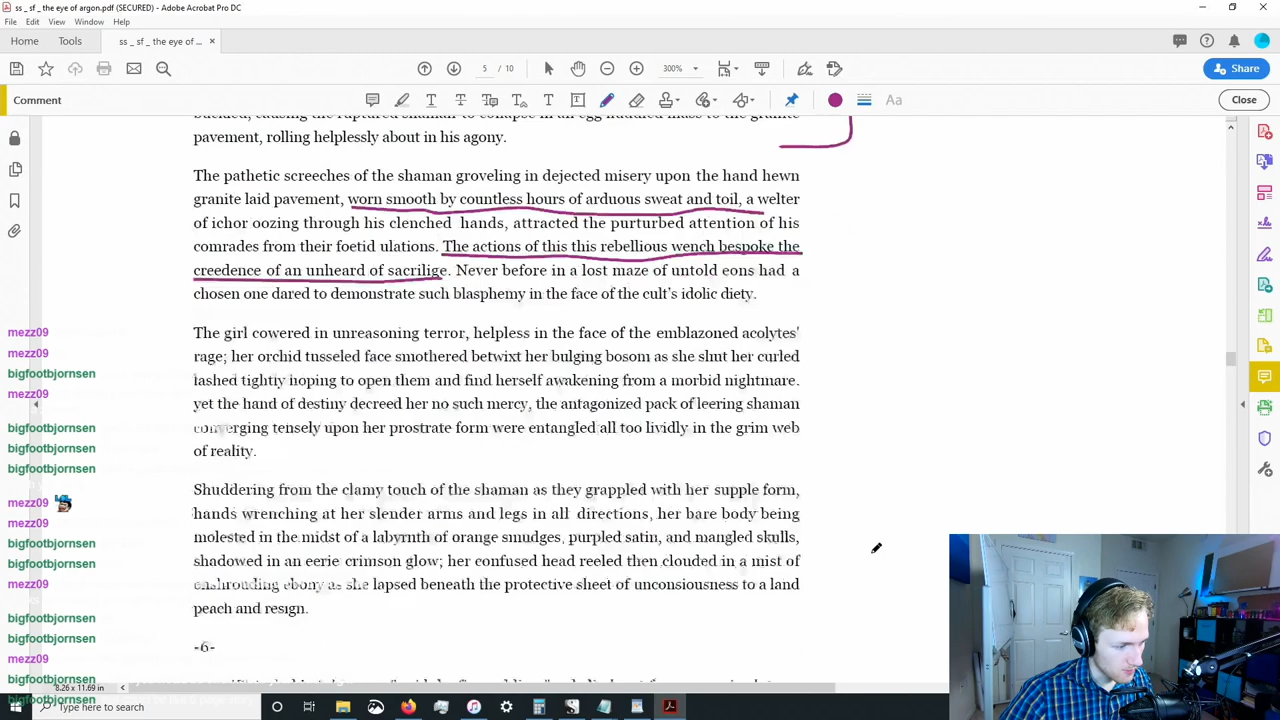 ss _ sf _ the eye of argon.pdf (SECURED) - Adobe Acrobat Pro DC
File Edit View Window Help
Home Tools ss _ sf _ the eye of ... ×
5 / 10 300% Share
Comment Aa Close
pavement, rolling helplessly about in his agony.
The pathetic screeches of the shaman groveling in dejected misery upon the hand hewn
granite laid pavement, worn smooth by countless hours of arduous sweat and toil, a welter
of ichor oozing through his clenched hands, attracted the purturbed attention of his
comrades from their foetid ulations. The actions of this this rebellious wench bespoke the
creedence of an unheard of sacrilige. Never before in a lost maze of untold eons had a
chosen one dared to demonstrate such blasphemy in the face of the cult's idolic diety.
The girl cowered in unreasoning terror, helpless in the face of the emblazoned acolytes'
rage; her orchid tusseled face smothered betwixt her bulging bosom as she shut her curled
lashed tightly hoping to open them and find herself awakening from a morbid nightmare.
yet the hand of destiny decreed her no such mercy, the antagonized pack of leering shaman
converging tensely upon her prostrate form were entangled all too lividly in the grim web
of reality.
Shuddering from the clamy touch of the shaman as they grappled with her supple form,
hands wrenching at her slender arms and legs in all directions, her bare body being
molested in the midst of a labyrnth of orange smudges, purpled satin, and mangled skulls,
shadowed in an eerie crimson glow; her confused head reeled then clouded in a mist of
enshrouding ebony as she lapsed beneath the protective sheet of unconsiousness to a land
peach and resign.
-6-
mezz09
mezz09
bigfootbjornsen
mezz09
bigfootbjornsen
bigfootbjornsen
bigfootbjornsen
mezz09
mezz09
bigfootbjornsen
bigfootbjornsen
mezz09
bigfootbjornsen
bigfootbjornsen
mezz09
bigfootbjornsen
bigfootbjornsen
8.26 x 11.69 in
Type here to search